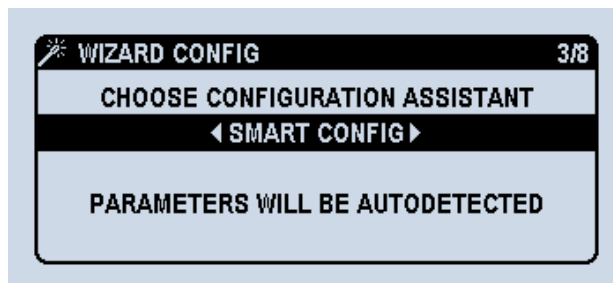 WIZARD CONFIG 3/8
CHOOSE CONFIGURATION ASSISTANT
SMART CONFIG
PARAMETERS WILL BE AUTODETECTED